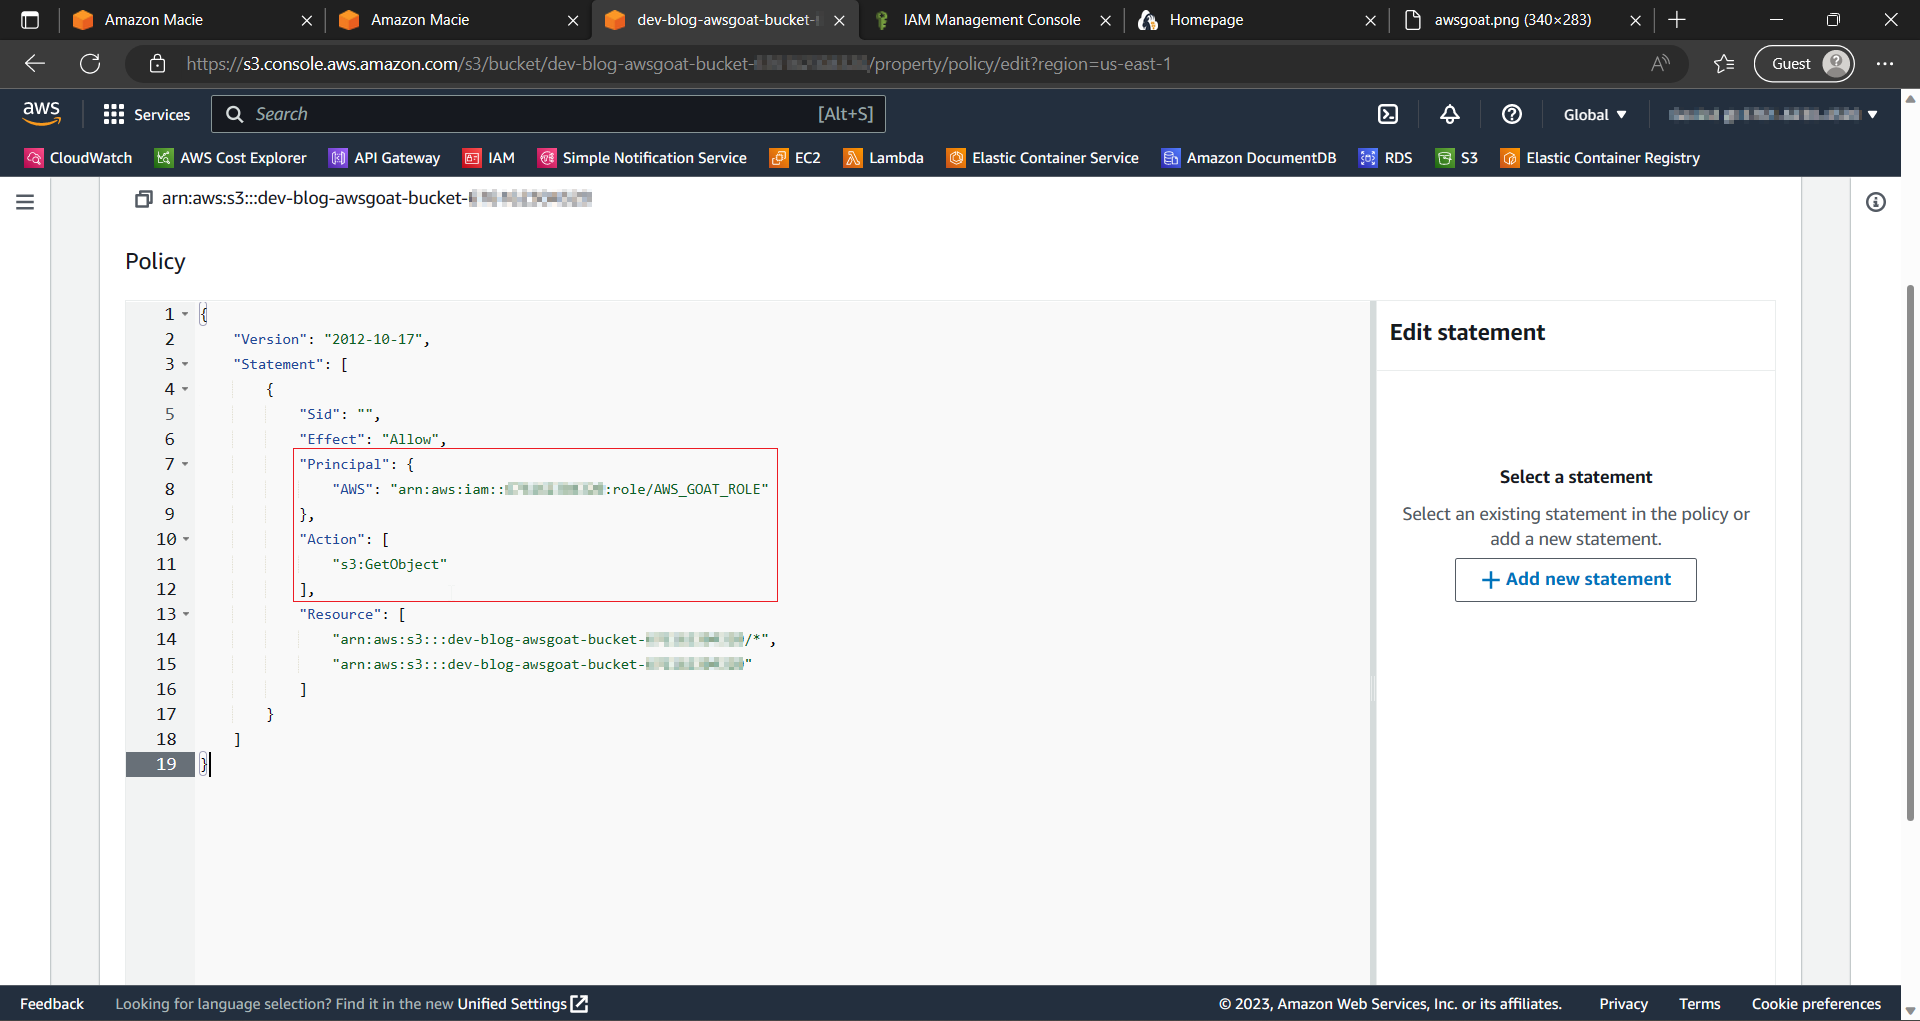 Amazon Macie
Amazon Macie
dev-blog-awsgoat-bucket-
IAM Management Console
Homepage
awsgoat.png (340×283)
https://s3.console.aws.amazon.com/s3/bucket/dev-blog-awsgoat-bucket- /property/policy/edit?region=us-east-1
Guest
aws
Services
Search
[Alt+S]
Global
CloudWatch
AWS Cost Explorer
API Gateway
IAM
Simple Notification Service
EC2
Lambda
Elastic Container Service
Amazon DocumentDB
RDS
S3
Elastic Container Registry
arn:aws:s3:::dev-blog-awsgoat-bucket-
Policy
1 {
2 "Version": "2012-10-17",
3 "Statement": [
4 {
5 "Sid": "",
6 "Effect": "Allow",
7 "Principal": {
8 "AWS": "arn:aws:iam:: :role/AWS_GOAT_ROLE"
9 },
10 "Action": [
11 "s3:GetObject"
12 ],
13 "Resource": [
14 "arn:aws:s3:::dev-blog-awsgoat-bucket- /*",
15 "arn:aws:s3:::dev-blog-awsgoat-bucket- "
16 ]
17 }
18 ]
19 }
Edit statement
Select a statement
Select an existing statement in the policy or
add a new statement.
+ Add new statement
Feedback
Looking for language selection? Find it in the new Unified Settings
© 2023, Amazon Web Services, Inc. or its affiliates.
Privacy
Terms
Cookie preferences